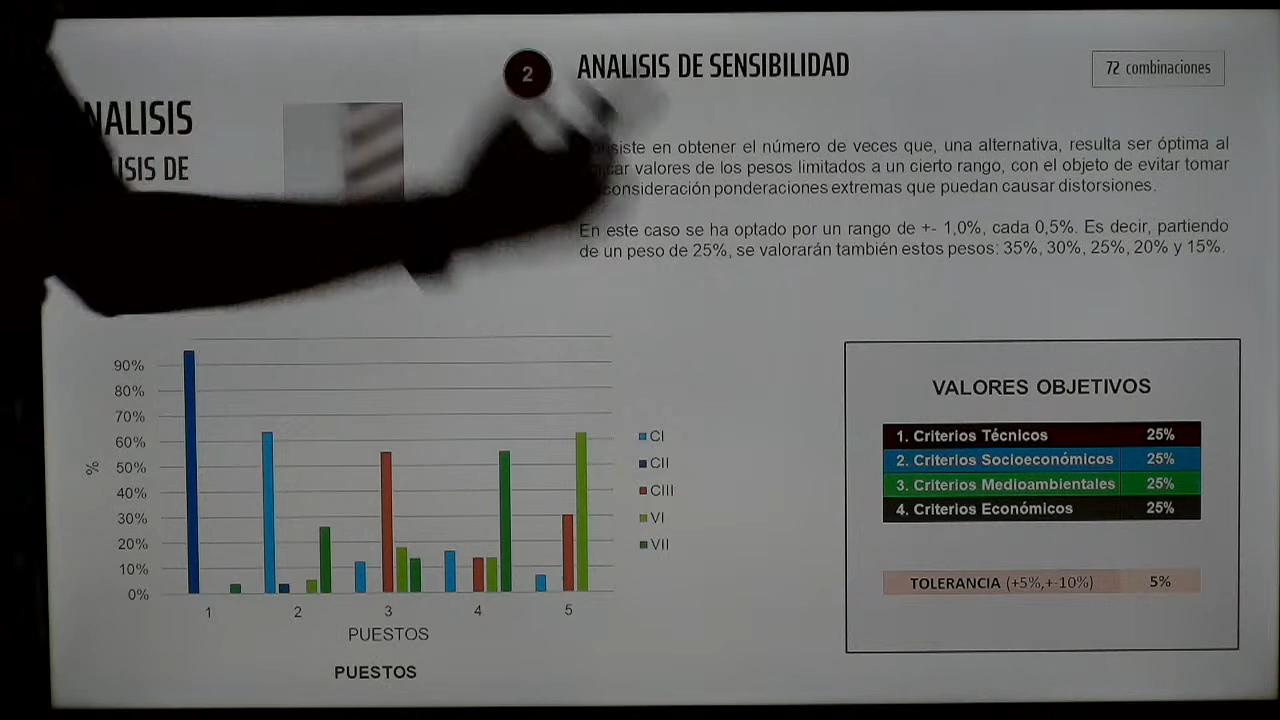 2
ANALISIS DE SENSIBILIDAD
72 combinaciones
NALISIS
ISIS DE
en obtener el número de veces que, una alternativa, resulta ser óptima al
valores de los pesos limitados a un cierto rango, con el objeto de evitar tomar
consideración ponderaciones extremas que puedan causar distorsiones.
En este caso se ha optado por un rango de +- 1,0%, cada 0,5%. Es decir, partiendo
de un peso de 25%, se valorarán también estos pesos: 35%, 30%, 25%, 20% y 15%.
90%
80%
70%
60%
50%
40%
30%
20%
10%
0%
%
1 2 3 4 5
PUESTOS
PUESTOS
CI
CII
CIII
VI
VII
VALORES OBJETIVOS
1. Criterios Técnicos 25%
2. Criterios Socioeconómicos 25%
3. Criterios Medioambientales 25%
4. Criterios Económicos 25%
TOLERANCIA (+5%,+-10%) 5%